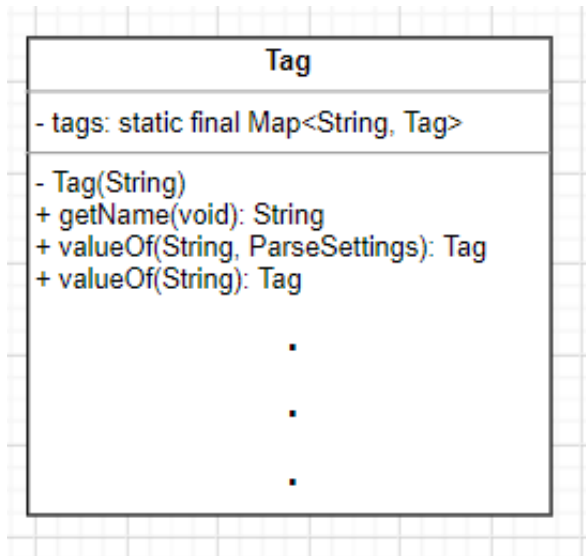 Tag
- tags: static final Map<String, Tag>
- Tag(String)
+ getName(void): String
+ valueOf(String, ParseSettings): Tag
+ valueOf(String): Tag
.
.
.